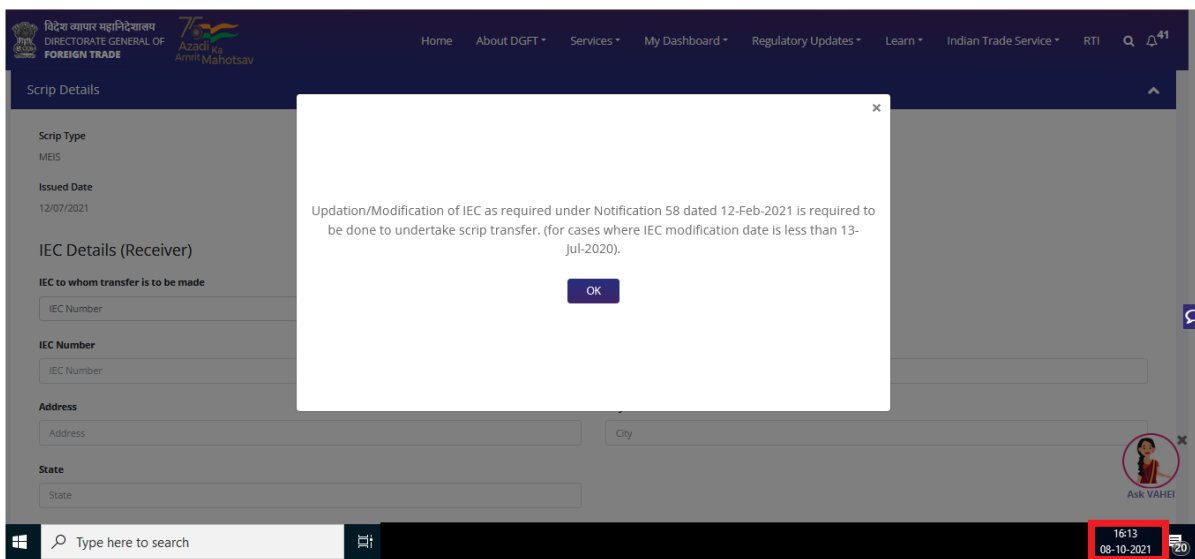 विदेश व्यापार महानिदेशालय
DIRECTORATE GENERAL OF
FOREIGN TRADE
75
Azadi Ka
Amrit Mahotsav
Home About DGFT Services My Dashboard Regulatory Updates Learn Indian Trade Service RTI 41
Scrip Details
Scrip Type
MEIS
Issued Date
12/07/2021
IEC Details (Receiver)
IEC to whom transfer is to be made
IEC Number
IEC Number
IEC Number
Address
Address
City
State
State
×
Updation/Modification of IEC as required under Notification 58 dated 12-Feb-2021 is required to
be done to undertake scrip transfer. (for cases where IEC modification date is less than 13-
Jul-2020).
OK
Ask VAHEI
Type here to search
16:13
08-10-2021
20